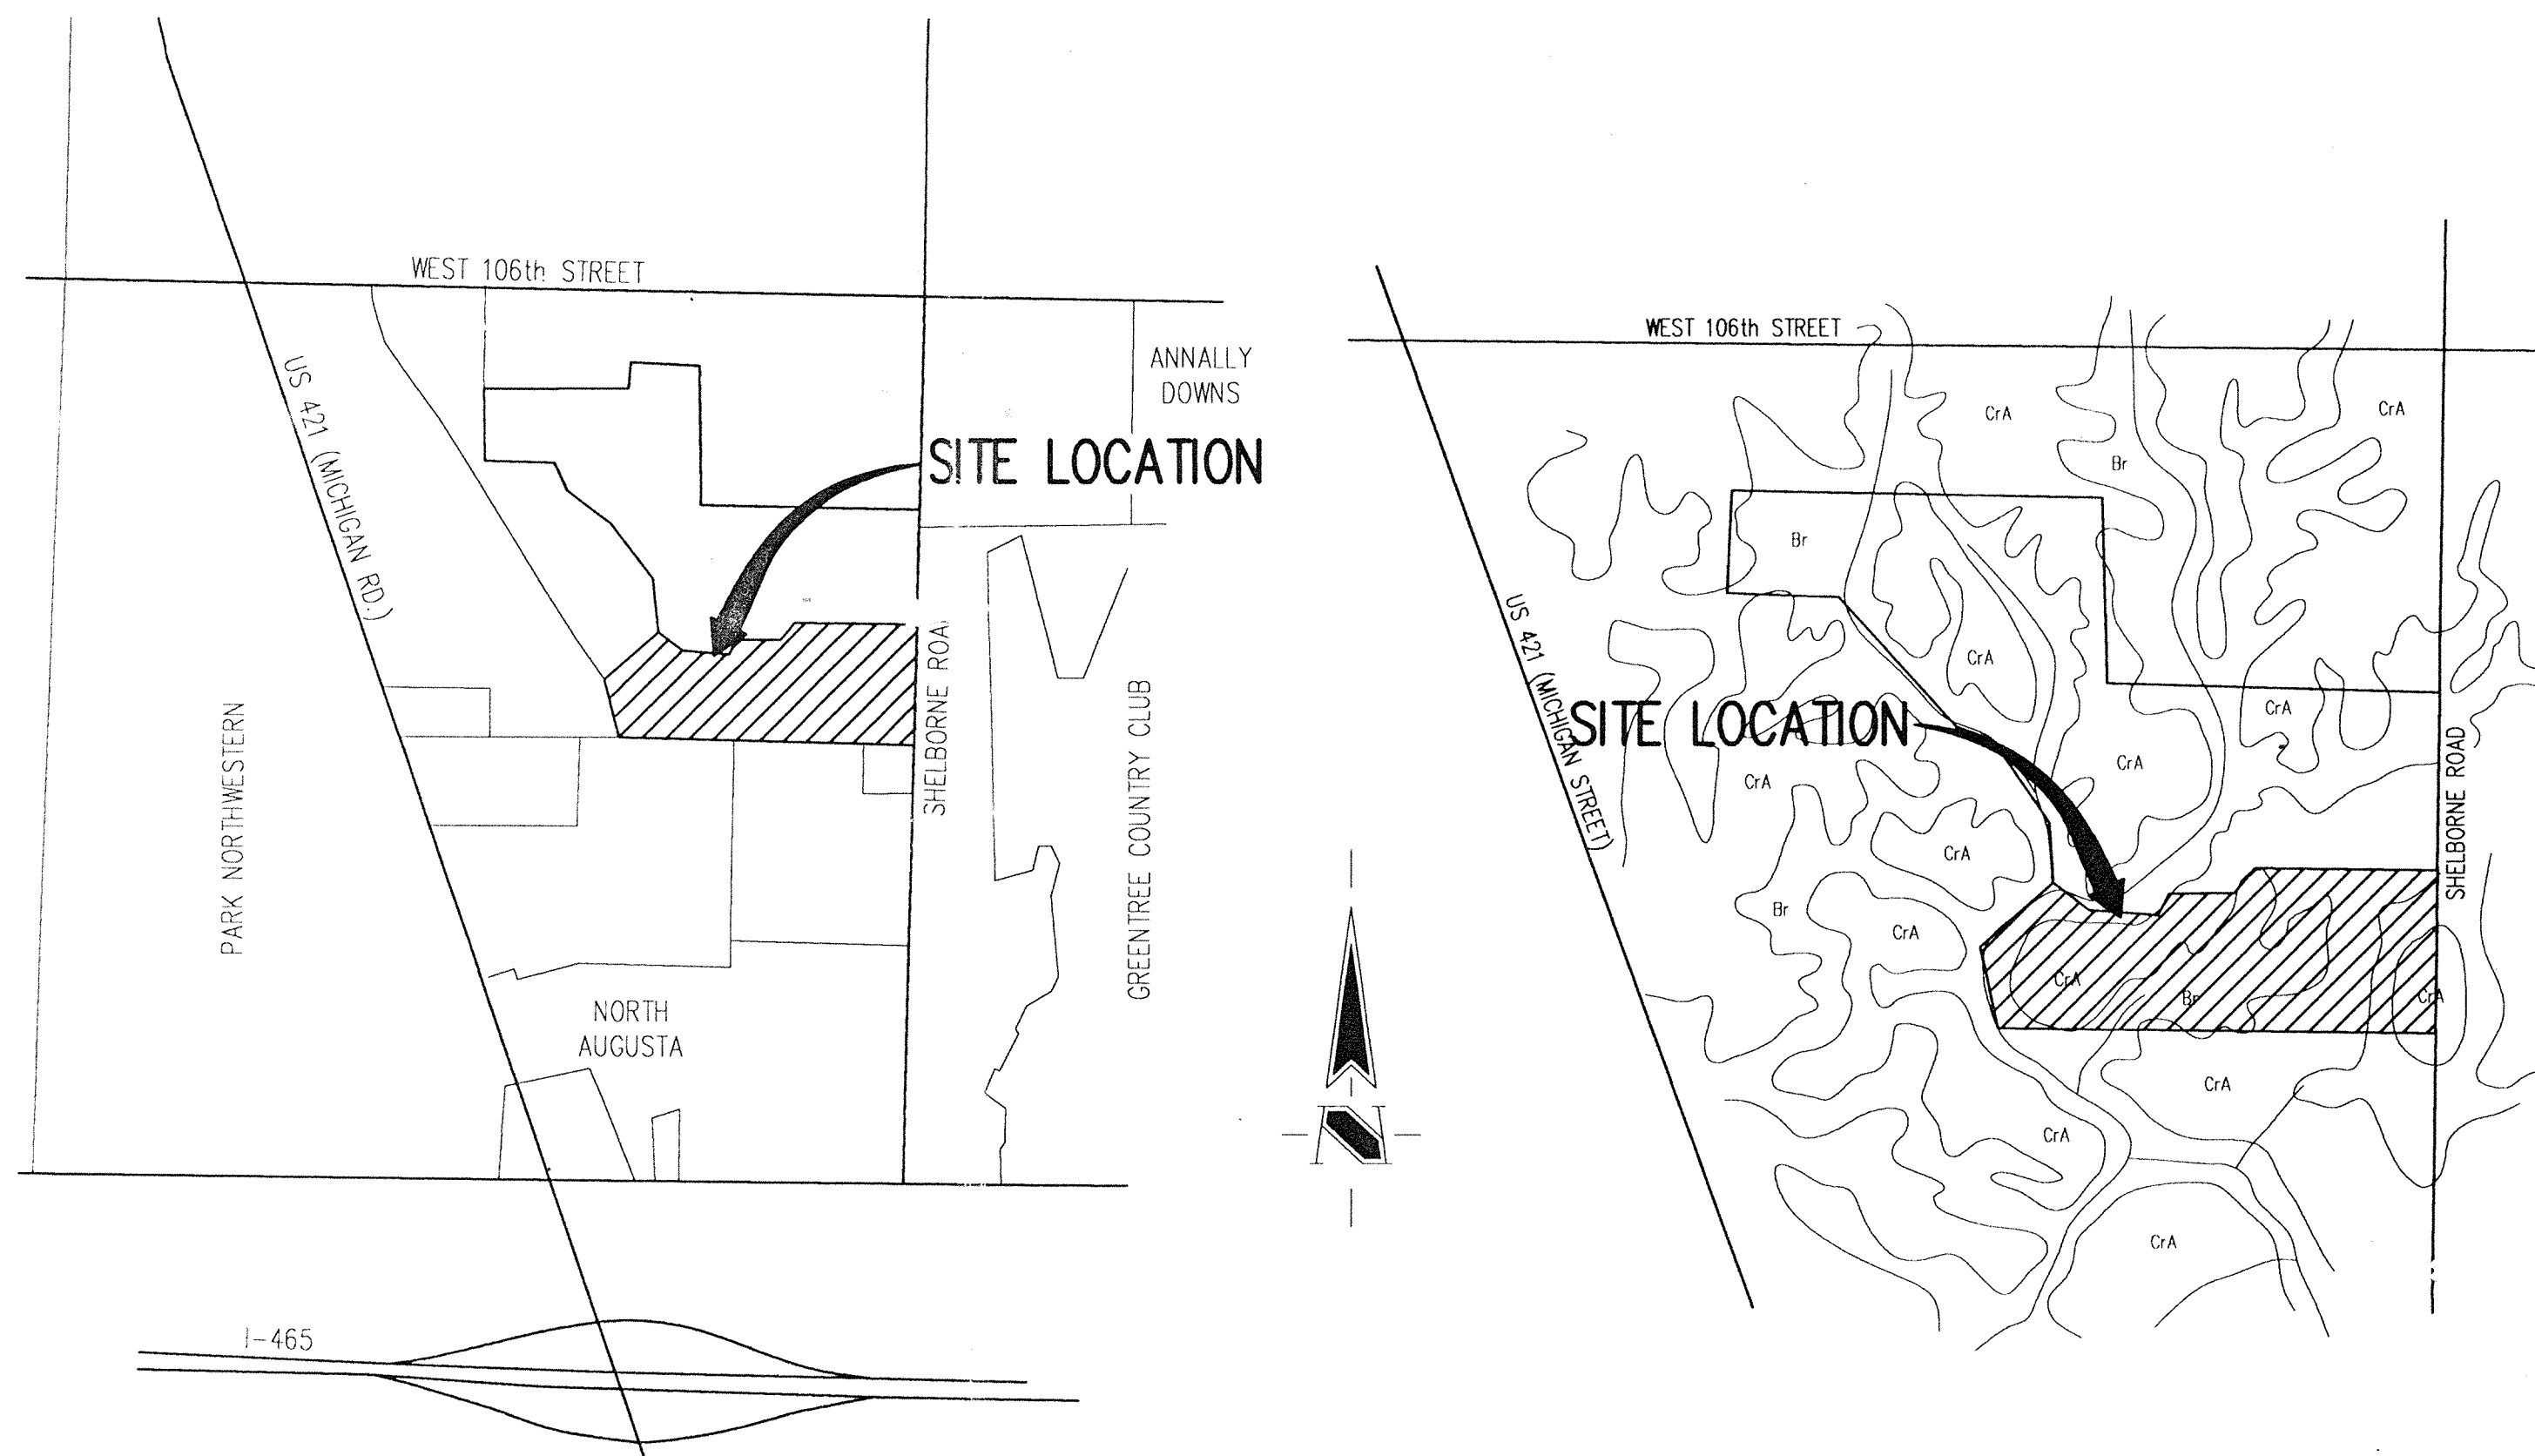 WEST 106th STREET
US 421 (MICHIGAN RD.)
ANNALLY
DOWNS
SITE LOCATION
SHELBORNE ROA
PARK NORTHWESTERN
GREENTREE COUNTRY CLUB
NORTH
AUGUSTA
I-465
N
WEST 106th STREET
CrA
CrA
Br
Br
CrA
US 421 (MICHIGAN STREET)
SITE LOCATION
CrA
CrA
CrA
SHELBORNE ROAD
CrA
Br
CrA
CrA
Br
CrA
CrA
CrA
CrA